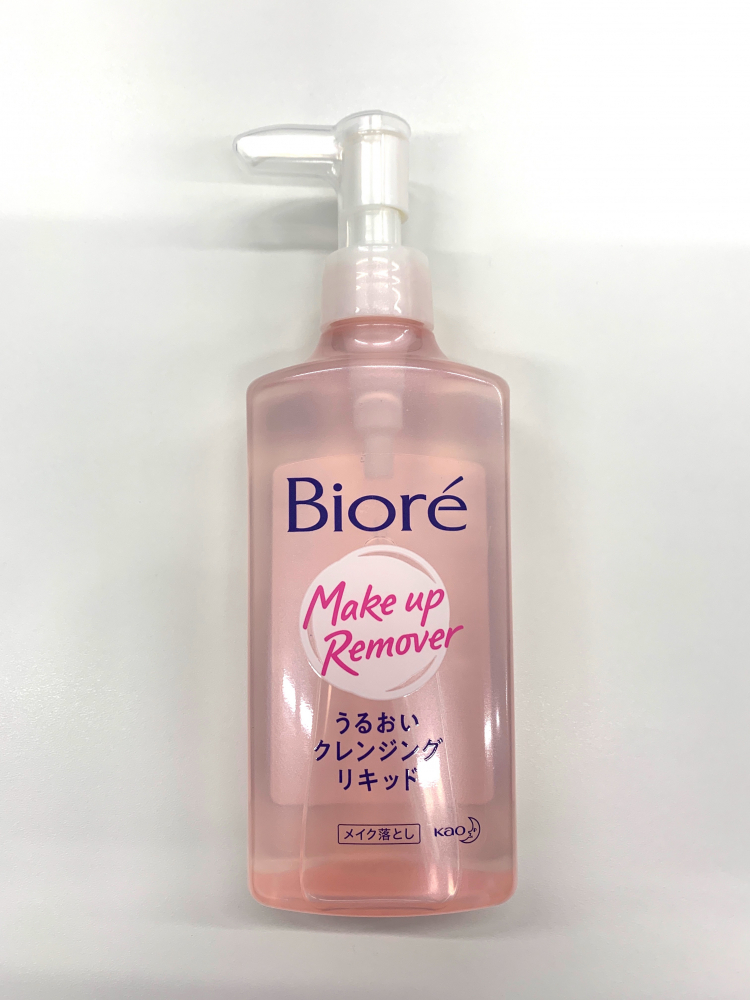 Bioré
Make up
Remover
うるおい
クレンジング
リキッド
メイク落とし
Kao